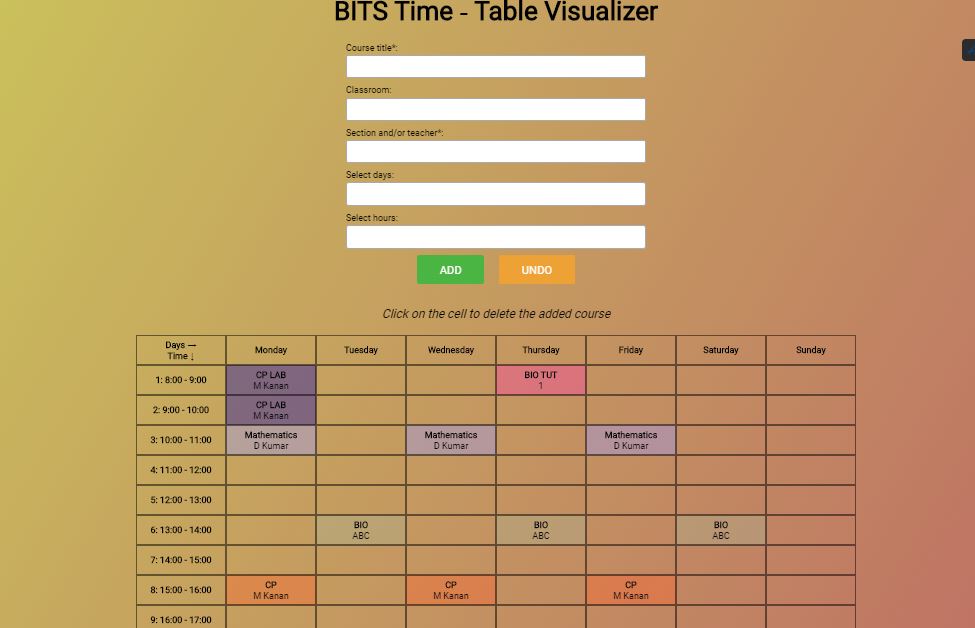 BITS Time - Table Visualizer
Course title*:
Classroom:
Section and/or teacher*:
Select days:
Select hours:
ADD UNDO
Click on the cell to delete the added course
Days → Monday Tuesday Wednesday Thursday Friday Saturday Sunday
Time ↓
1: 8:00 - 9:00 CP LAB BIO TUT
M Kanan 1
2: 9:00 - 10:00 CP LAB
M Kanan
3: 10:00 - 11:00 Mathematics Mathematics Mathematics
D Kumar D Kumar D Kumar
4: 11:00 - 12:00
5: 12:00 - 13:00
6: 13:00 - 14:00 BIO BIO BIO
ABC ABC ABC
7: 14:00 - 15:00
8: 15:00 - 16:00 CP CP CP
M Kanan M Kanan M Kanan
9: 16:00 - 17:00